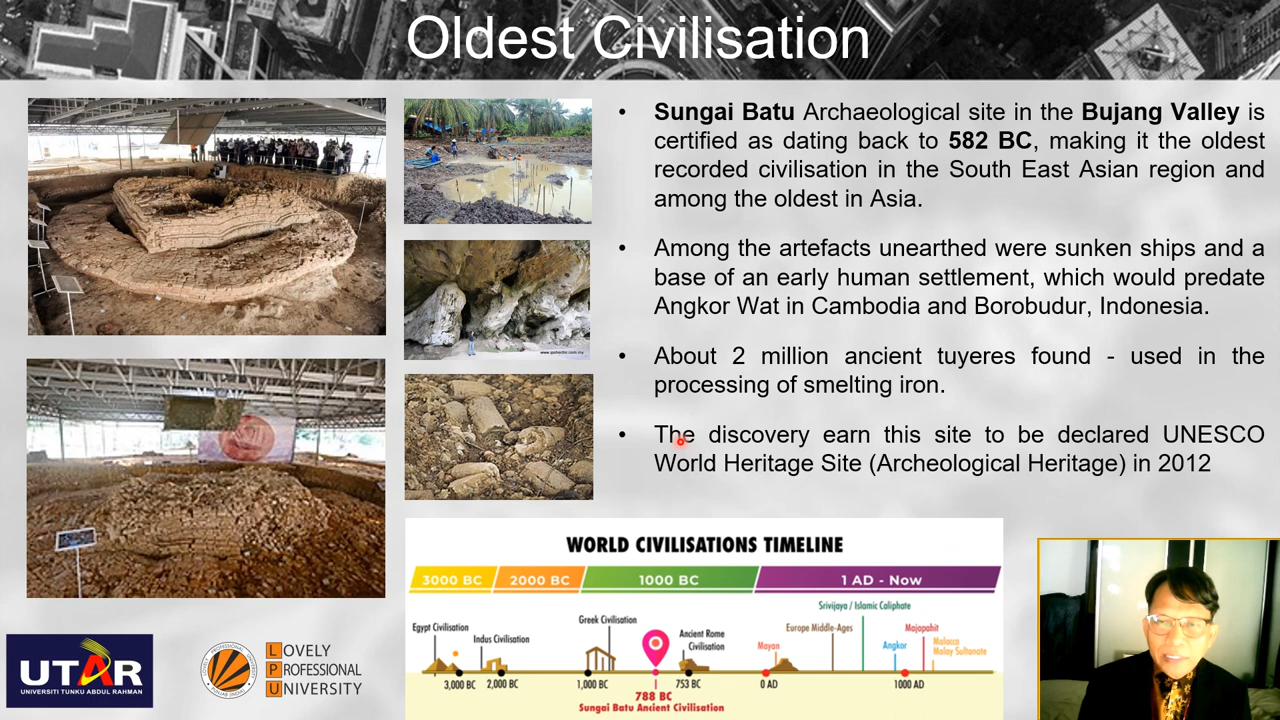 Oldest Civilisation
• Sungai Batu Archaeological site in the Bujang Valley is
certified as dating back to 582 BC, making it the oldest
recorded civilisation in the South East Asian region and
among the oldest in Asia.
• Among the artefacts unearthed were sunken ships and a
base of an early human settlement, which would predate
Angkor Wat in Cambodia and Borobudur, Indonesia.
• About 2 million ancient tuyeres found - used in the
processing of smelting iron.
• The discovery earn this site to be declared UNESCO
World Heritage Site (Archeological Heritage) in 2012
WORLD CIVILISATIONS TIMELINE
3000 BC
2000 BC
1000 BC
1 AD - Now
Egypt Civilisation
Indus Civilisation
Greek Civilisation
Ancient Rome
Civilisation
Mayan
Europe Middle-Ages
Srivijaya / Islamic Caliphate
Angkor
Majopahit
Malacca
Malay Sultanate
3,000 BC
2,000 BC
1,000 BC
753 BC
0 AD
1000 AD
788 BC
Sungai Batu Ancient Civilisation
UTAR
UNIVERSITI TUNKU ABDUL RAHMAN
LOVELY
PROFESSIONAL
UNIVERSITY